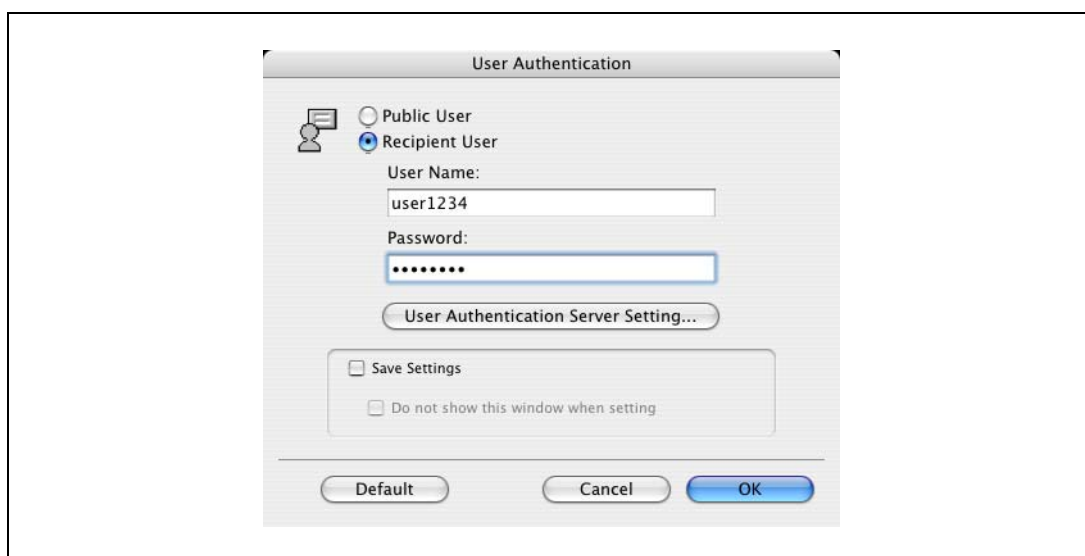 User Authentication
Public User
Recipient User
User Name:
user1234
Password:
••••••••
User Authentication Server Setting...
Save Settings
Do not show this window when setting
Default
Cancel
OK